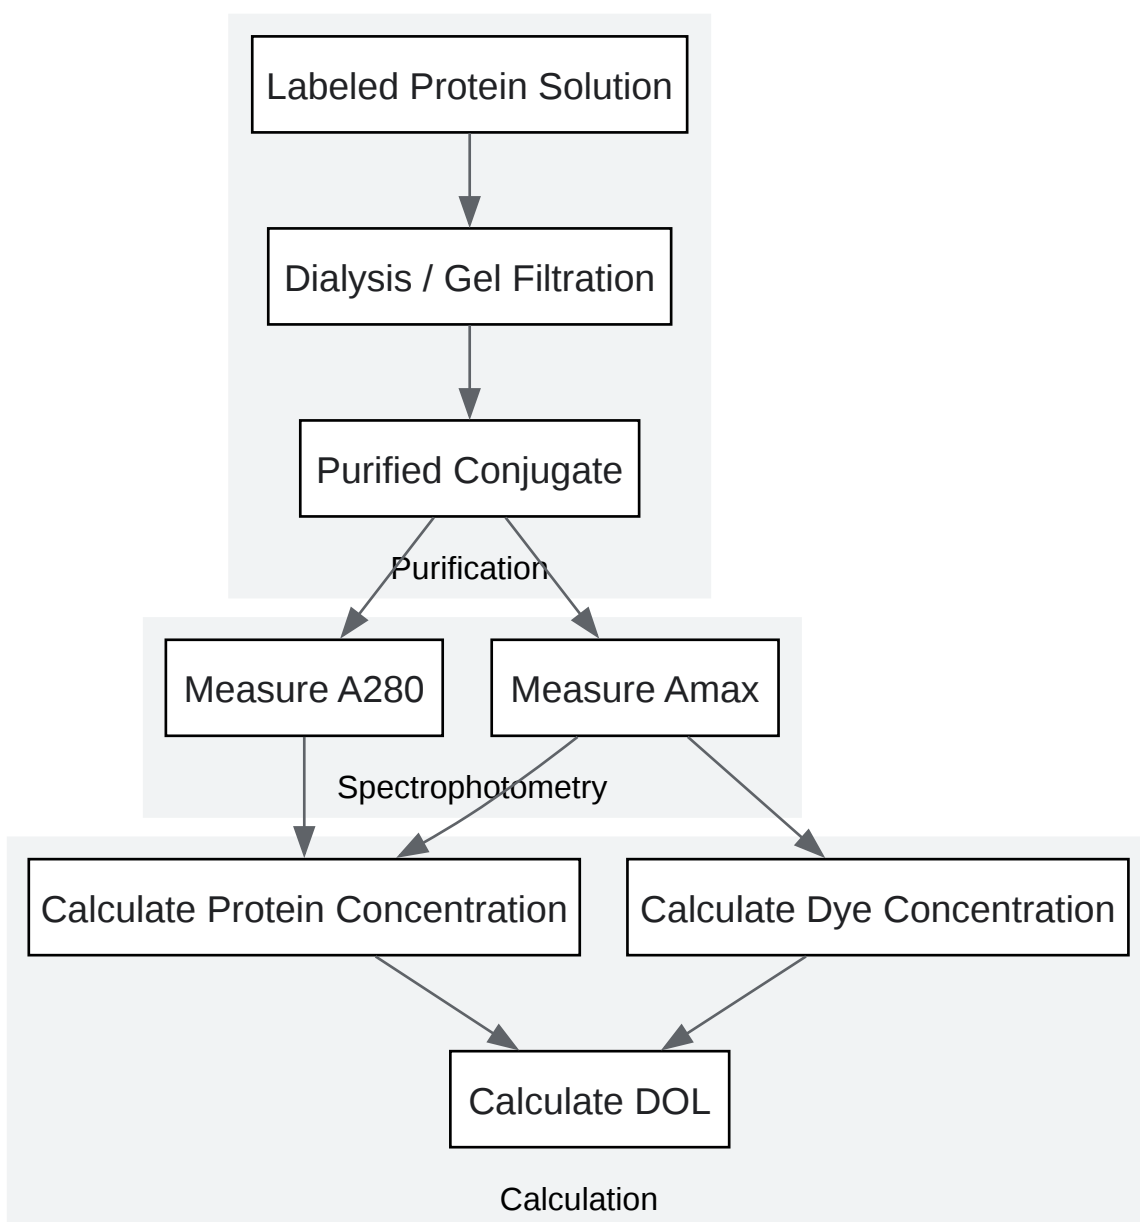 Labeled Protein Solution
Dialysis / Gel Filtration
Purified Conjugate
Purification
Measure A280
Measure Amax
Spectrophotometry
Calculate Protein Concentration
Calculate Dye Concentration
Calculate DOL
Calculation